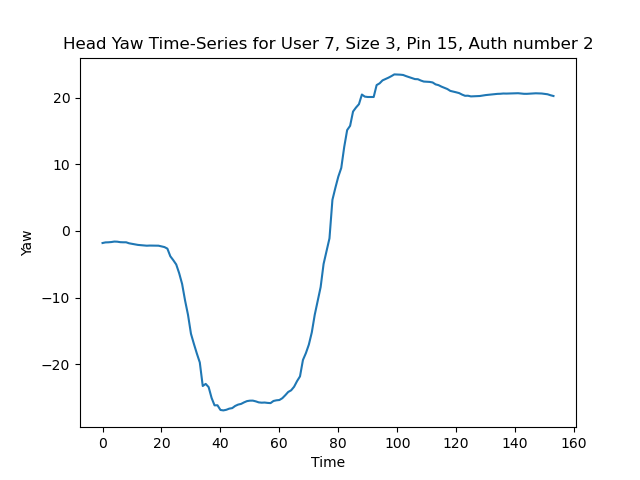 Head Yaw Time-Series for User 7, Size 3, Pin 15, Auth number 2
20
10
0
−10
−20
Yaw
0 20 40 60 80 100 120 140 160
Time